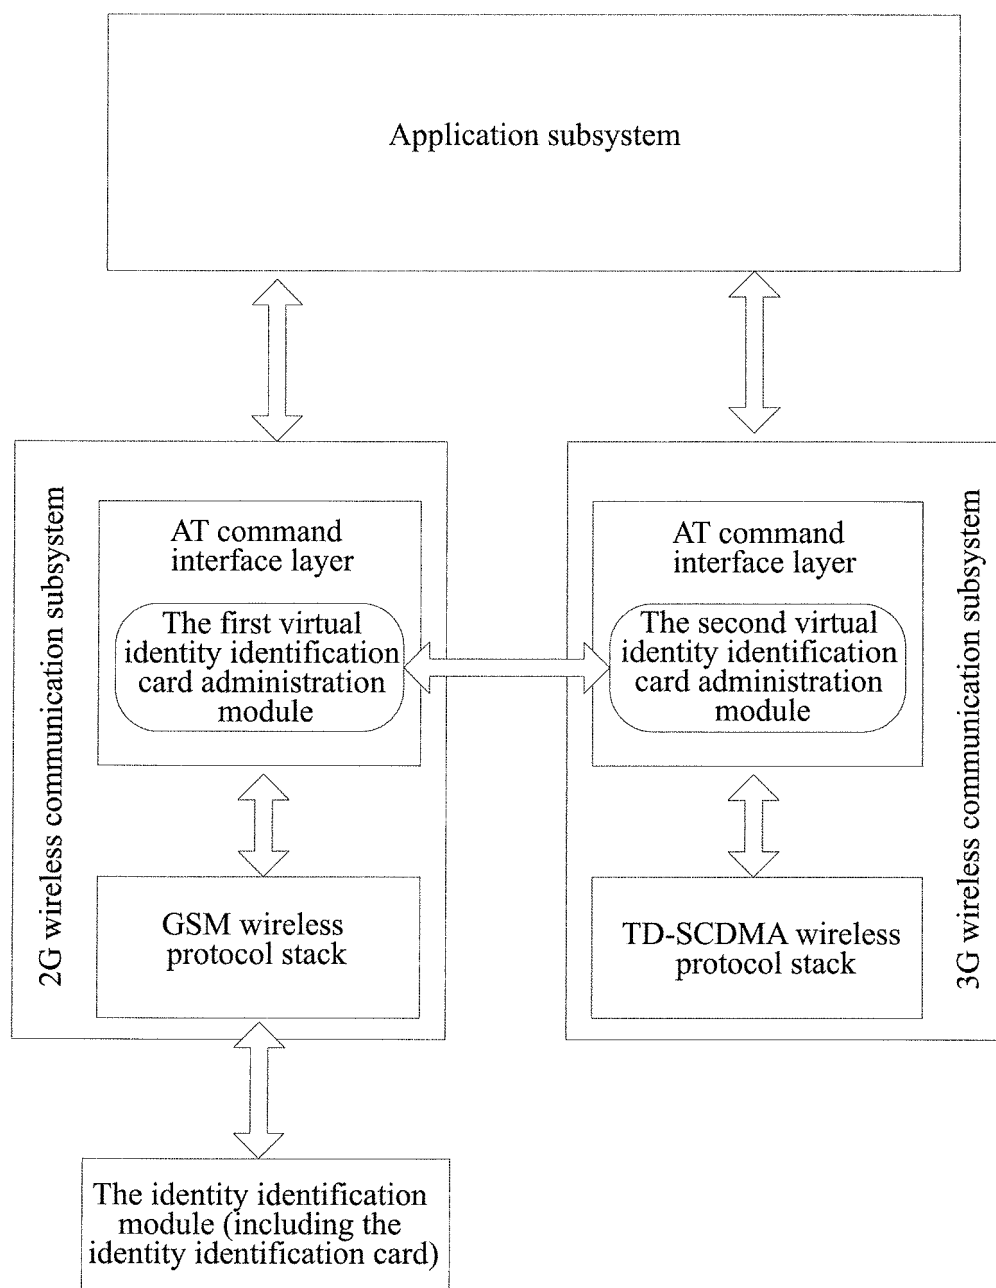 Application subsystem
2G wireless communication subsystem
AT command
interface layer
The first virtual
identity identification
card administration
module
GSM wireless
protocol stack
3G wireless communication subsystem
AT command
interface layer
The second virtual
identity identification
card administration
module
TD-SCDMA wireless
protocol stack
The identity identification
module (including the
identity identification card)